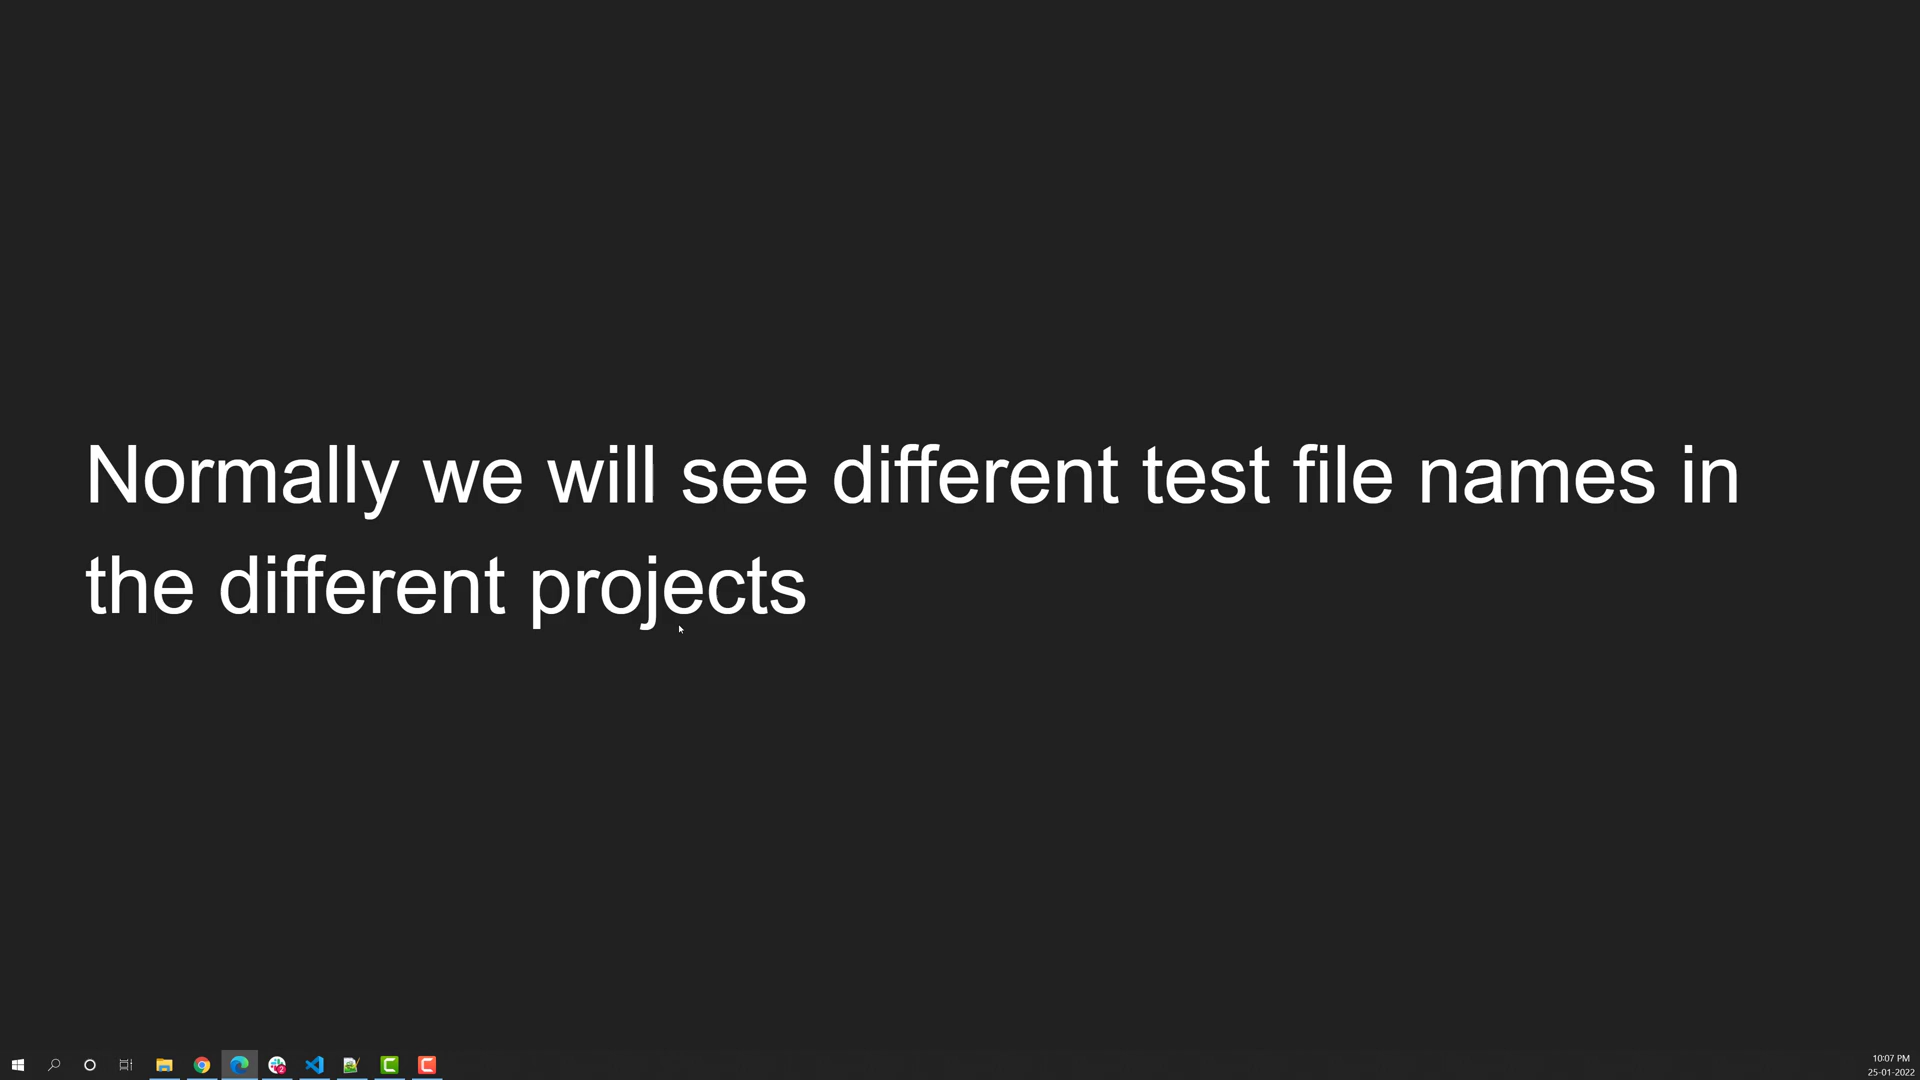 Normally we will see different test file names in
the different projects
10:07 PM
25-01-2022